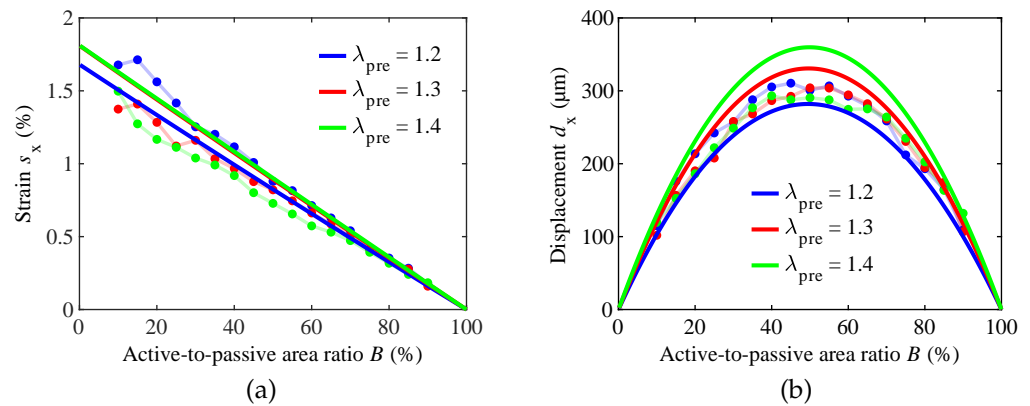 2
1.5
1
0.5
0
Strain s_x (%)
λ_pre = 1.2
λ_pre = 1.3
λ_pre = 1.4
0 20 40 60 80 100
Active-to-passive area ratio B (%)
(a)
400
300
200
100
0
Displacement d_x (μm)
λ_pre = 1.2
λ_pre = 1.3
λ_pre = 1.4
0 20 40 60 80 100
Active-to-passive area ratio B (%)
(b)